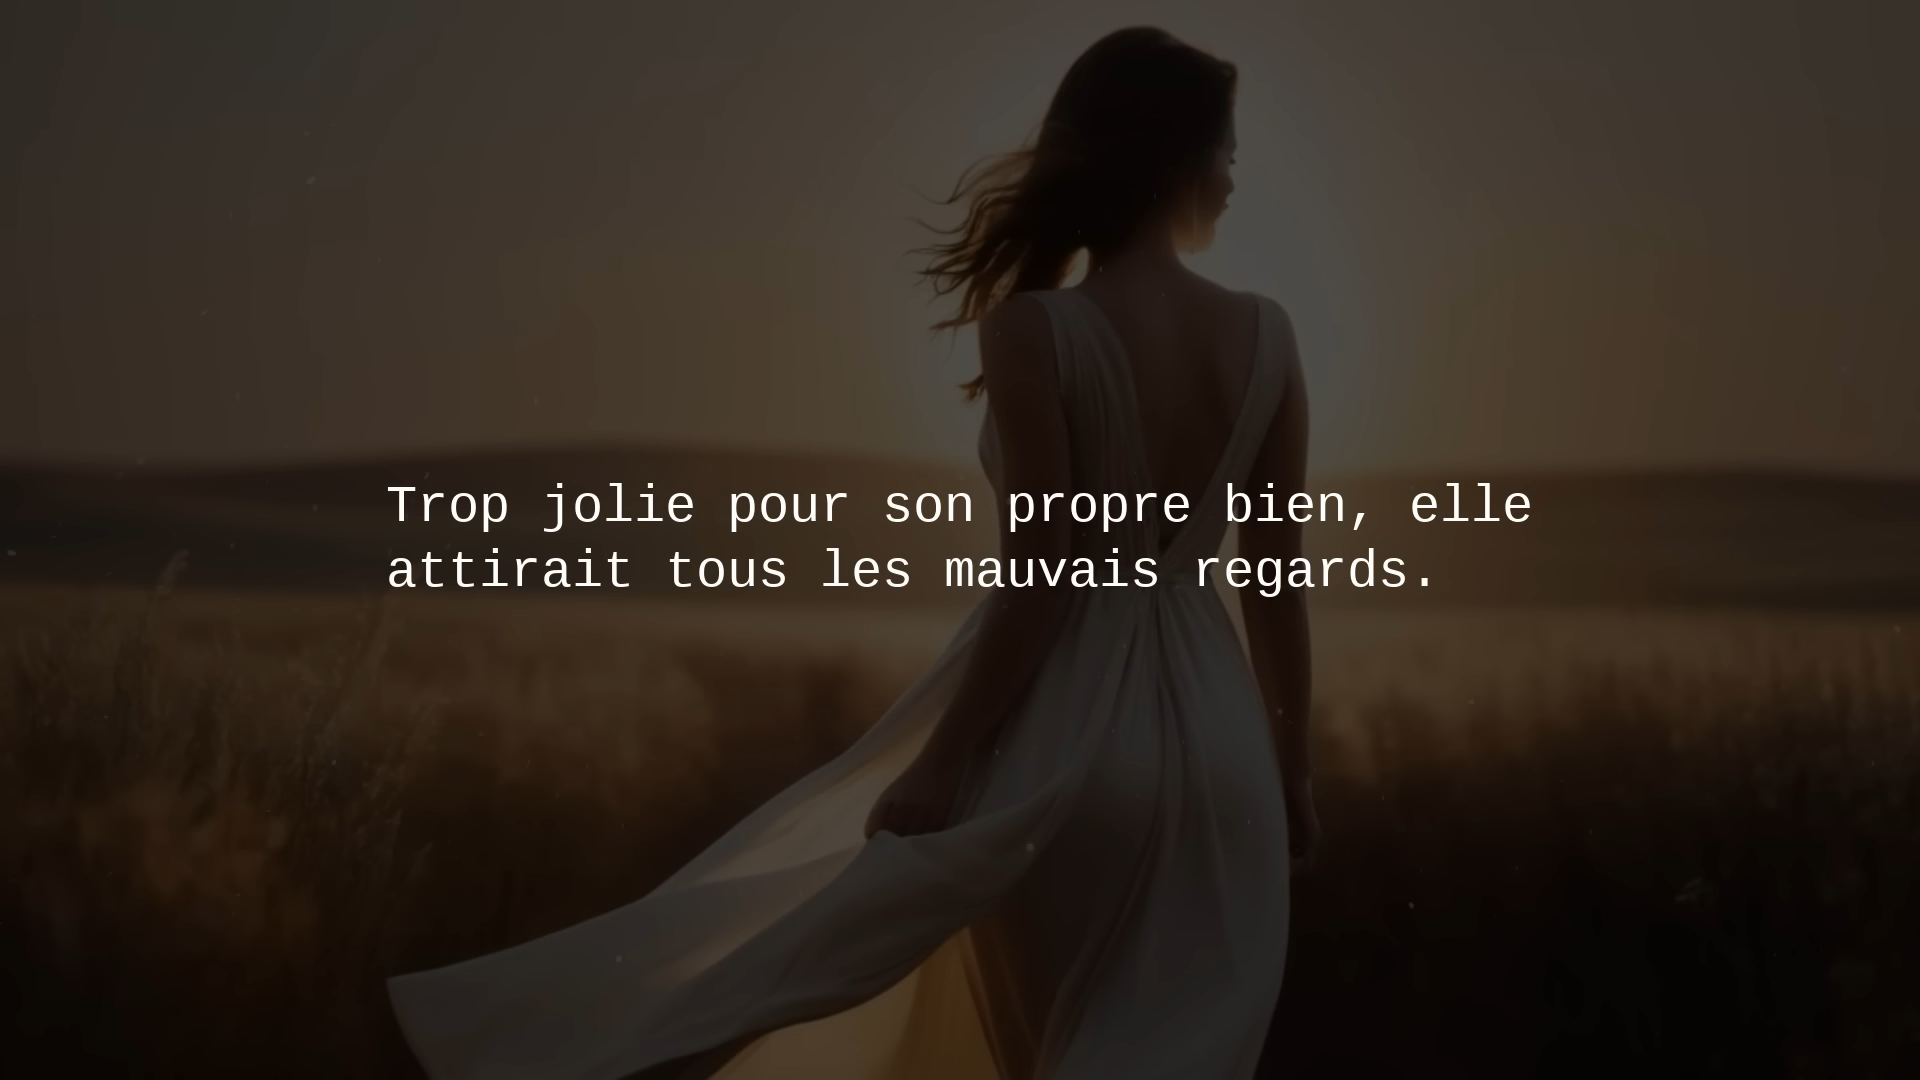 Trop jolie pour son propre bien, elle
attirait tous les mauvais regards.